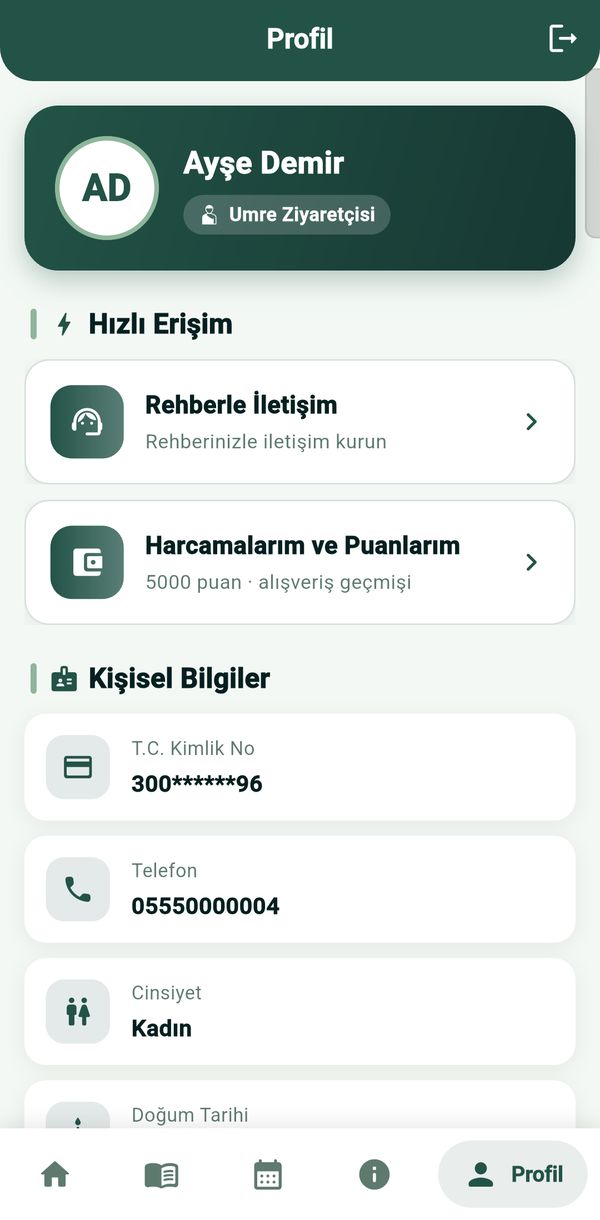 Profil
AD
Ayşe Demir
Umre Ziyaretçisi
Hızlı Erişim
Rehberle İletişim
Rehberinizle iletişim kurun
Harcamalarım ve Puanlarım
5000 puan · alışveriş geçmişi
Kişisel Bilgiler
T.C. Kimlik No
300******96
Telefon
05550000004
Cinsiyet
Kadın
Doğum Tarihi
Profil